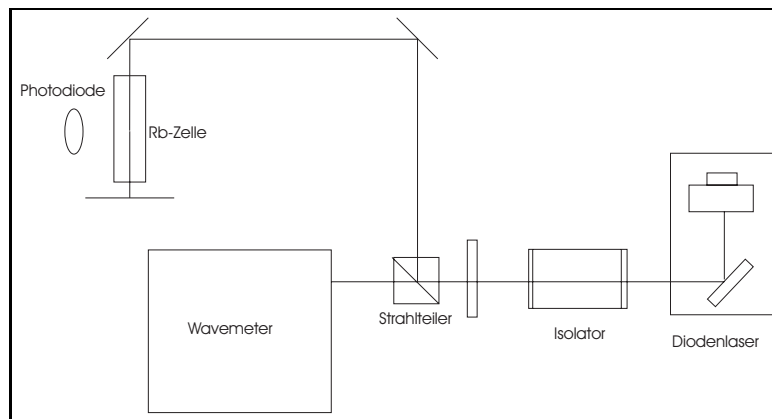 Photodiode
Rb-Zelle
Strahlteiler
Wavemeter
Isolator
Diodenlaser